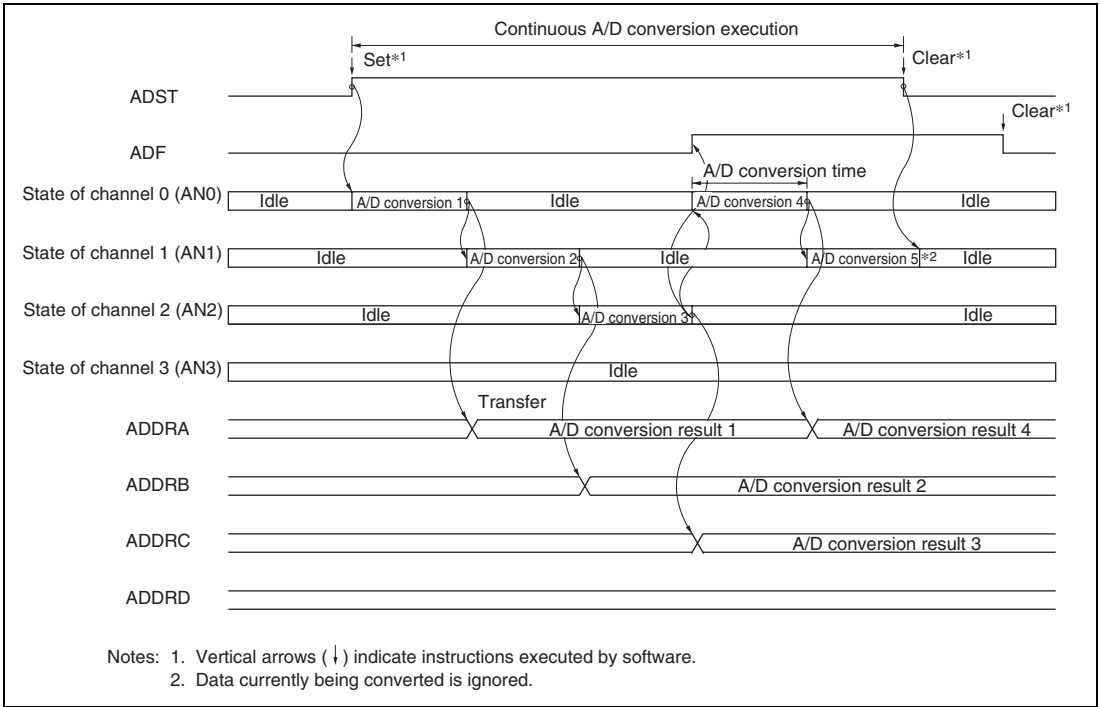 Continuous A/D conversion execution
Set*1
Clear*1
ADST
Clear*1
ADF
A/D conversion time
State of channel 0 (AN0) Idle A/D conversion 1 Idle A/D conversion 4 Idle
State of channel 1 (AN1) Idle A/D conversion 2 Idle A/D conversion 5 *2 Idle
State of channel 2 (AN2) Idle A/D conversion 3 Idle
State of channel 3 (AN3) Idle
Transfer
ADDRA A/D conversion result 1 A/D conversion result 4
ADDRB A/D conversion result 2
ADDRC A/D conversion result 3
ADDRD
Notes: 1. Vertical arrows (↓) indicate instructions executed by software.
2. Data currently being converted is ignored.